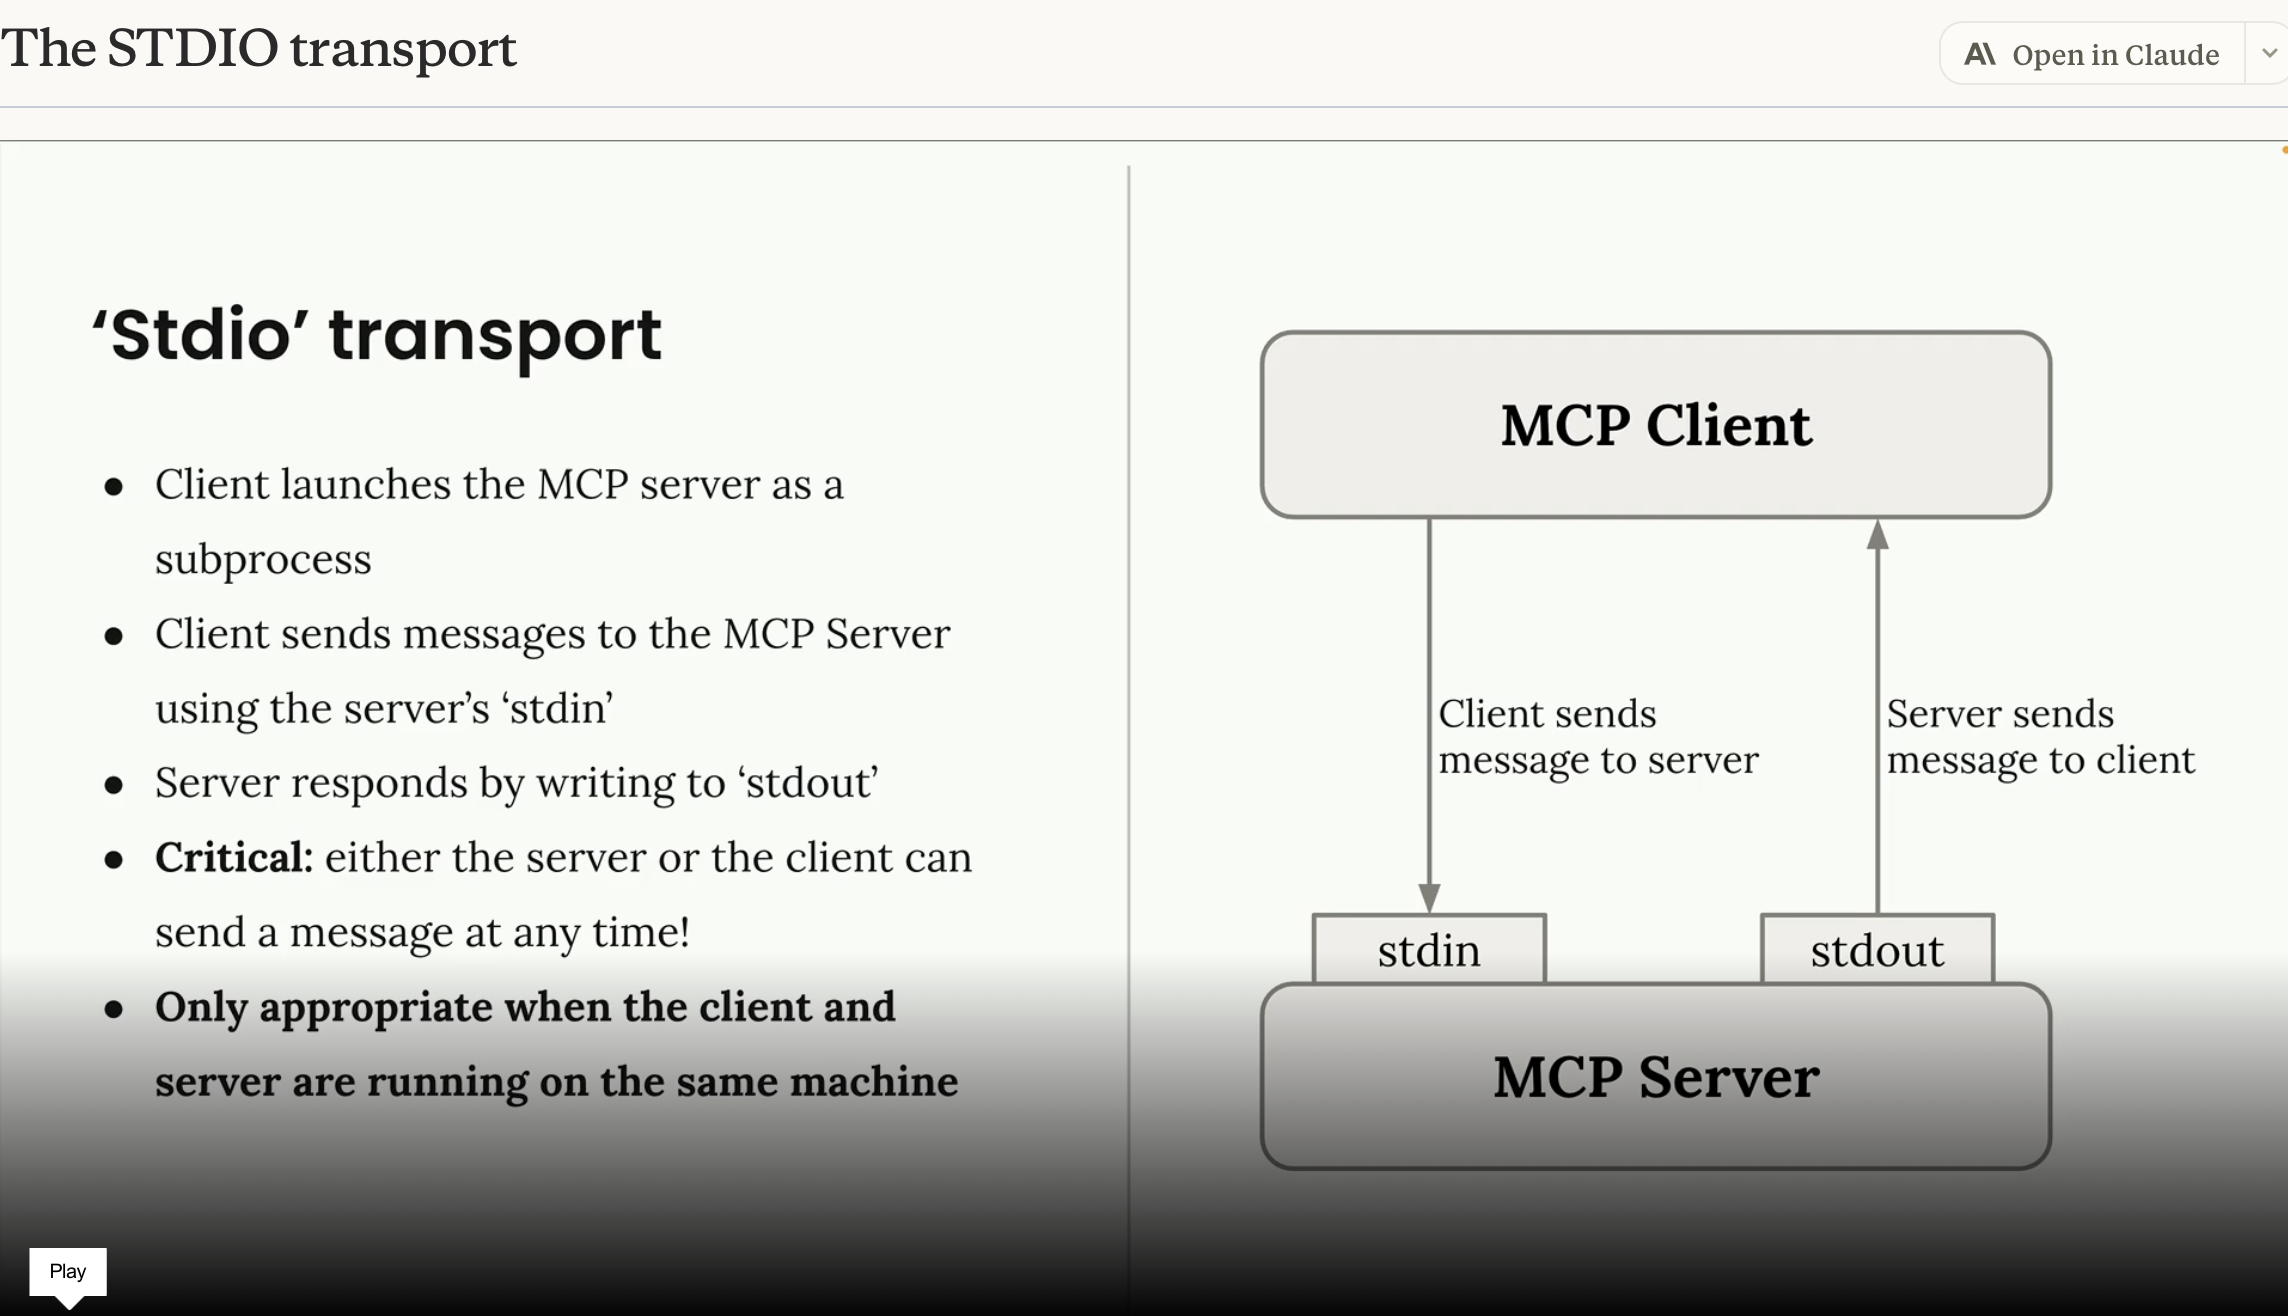 The STDIO transport
Open in Claude
‘Stdio’ transport
● Client launches the MCP server as a
subprocess
● Client sends messages to the MCP Server
using the server’s ‘stdin’
● Server responds by writing to ‘stdout’
● Critical: either the server or the client can
send a message at any time!
● Only appropriate when the client and
server are running on the same machine
MCP Client
Client sends
message to server
Server sends
message to client
stdin
stdout
MCP Server
Play